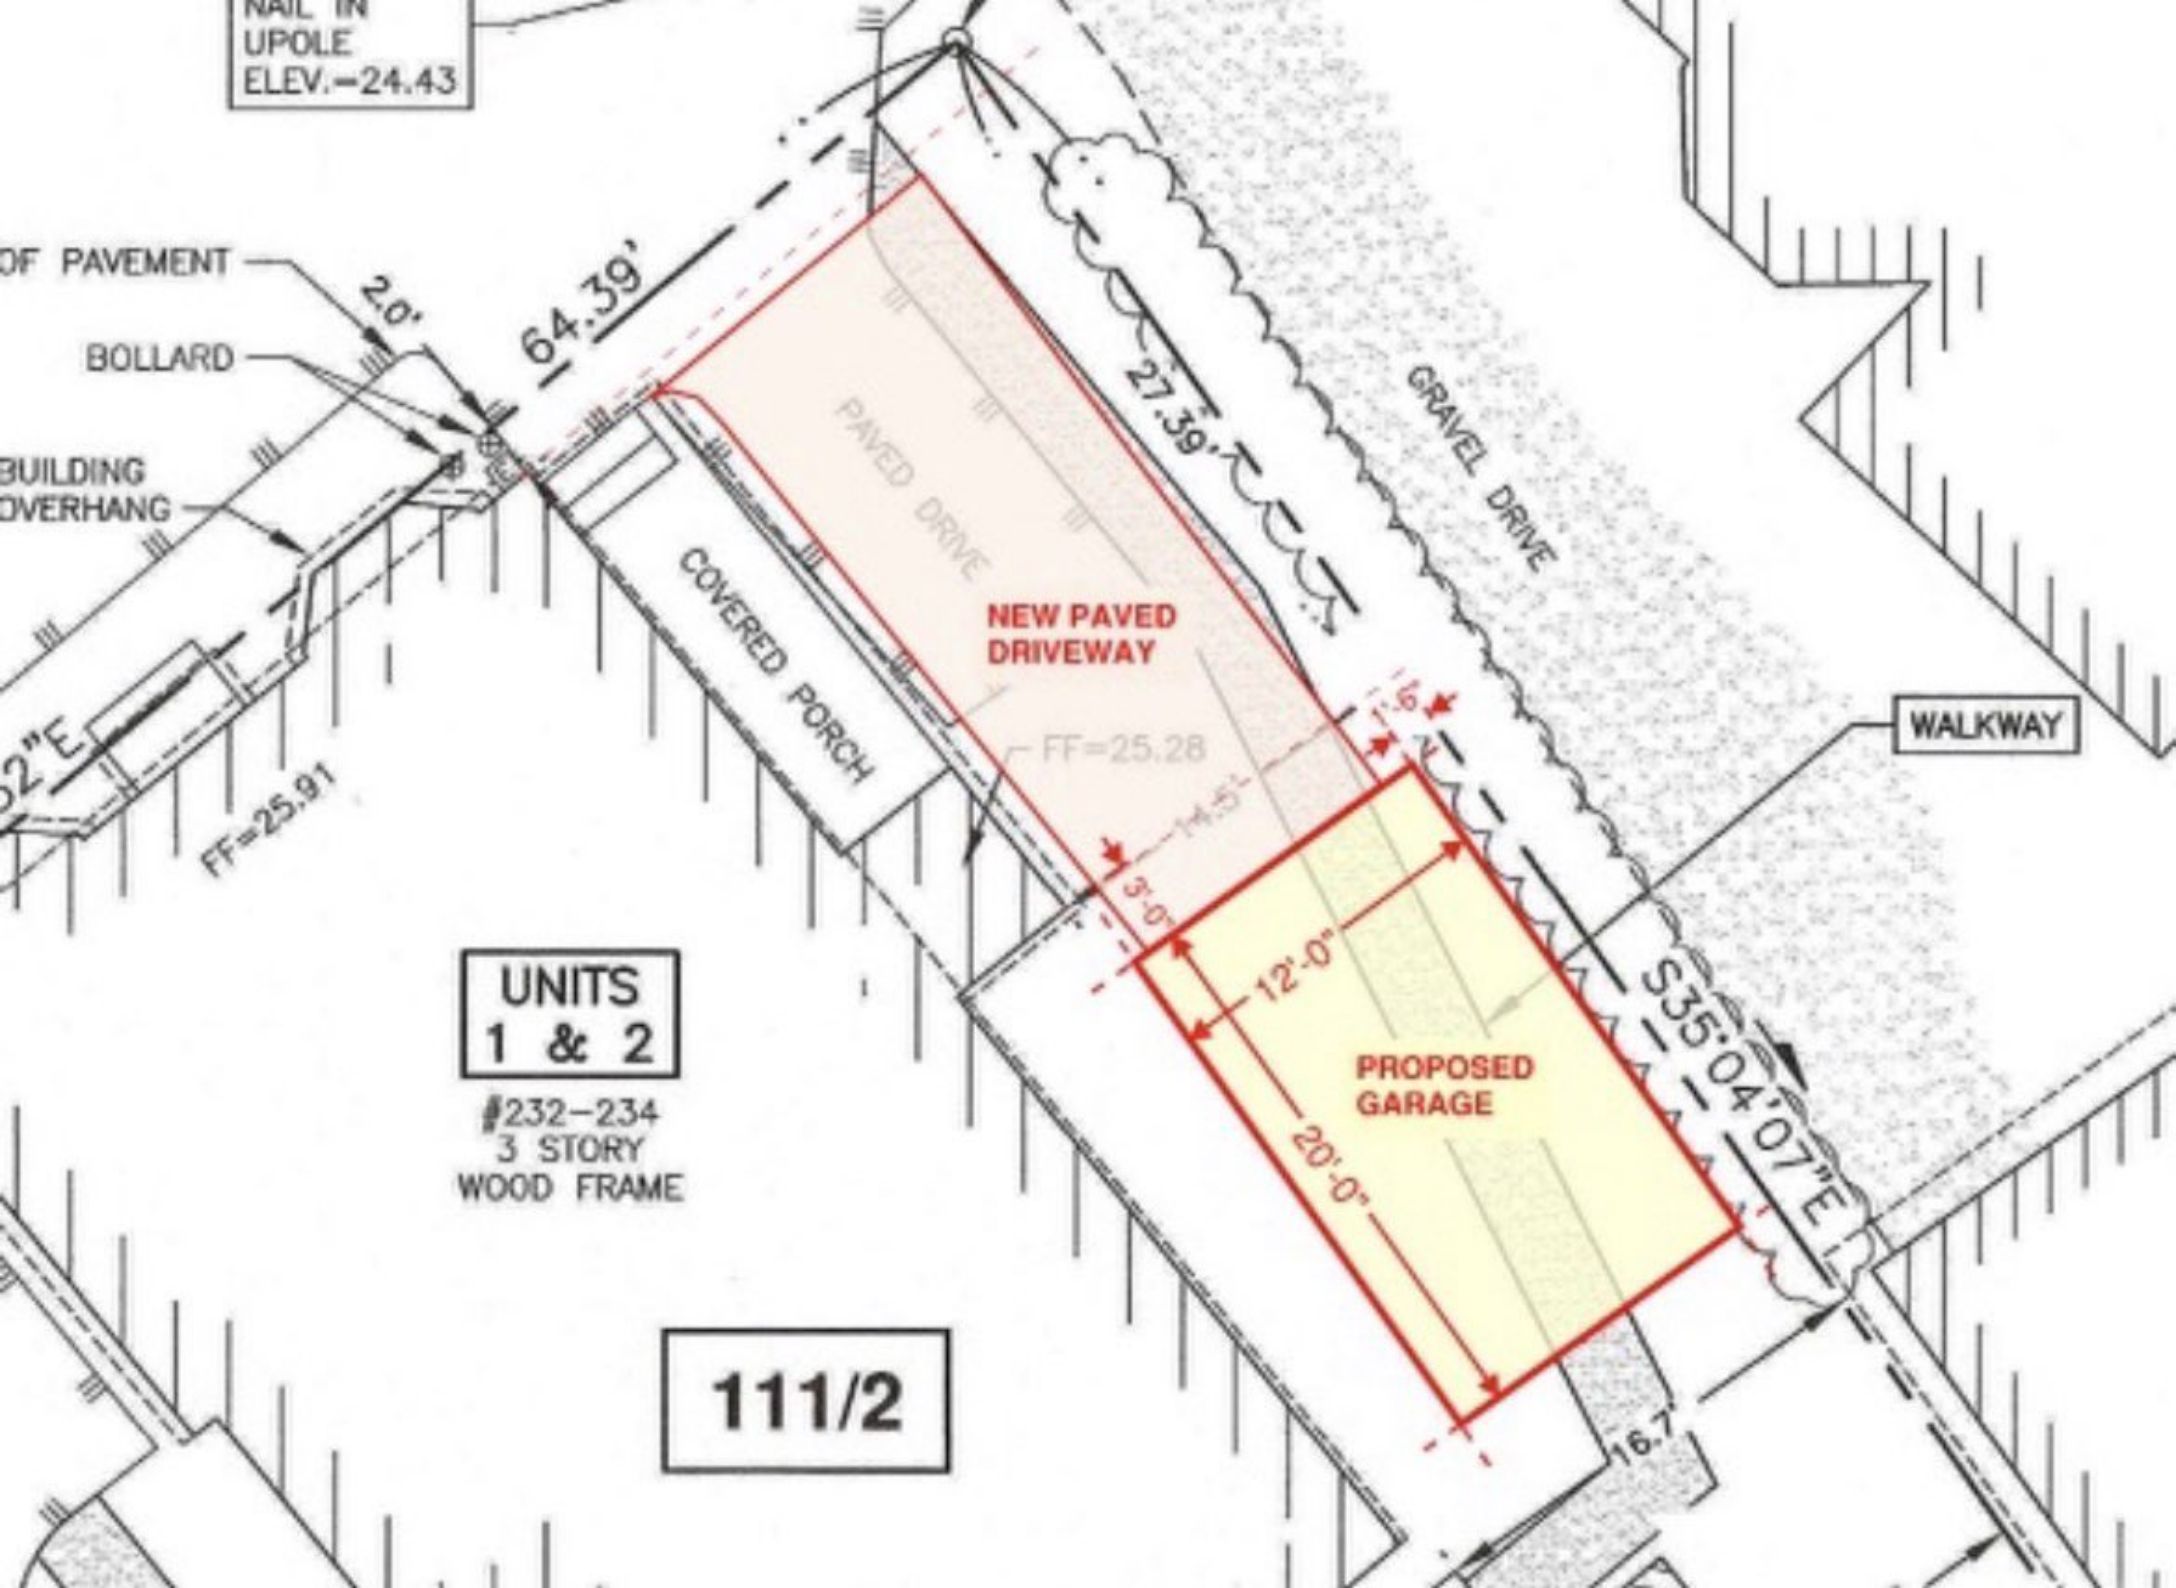 NAIL IN
UPOLE
ELEV.=24.43
OF PAVEMENT
2.0'
64.39'
BOLLARD
BUILDING
OVERHANG
27.39'
GRAVEL DRIVE
PAVED DRIVE
COVERED PORCH
NEW PAVED
DRIVEWAY
1'-6"
WALKWAY
FF=25.28
52"E
FF=25.91
14.5'
3'-0"
12'-0"
UNITS
1 & 2
#232-234
3 STORY
WOOD FRAME
PROPOSED
GARAGE
20'-0"
S35°04'07"E
111/2
16.7'